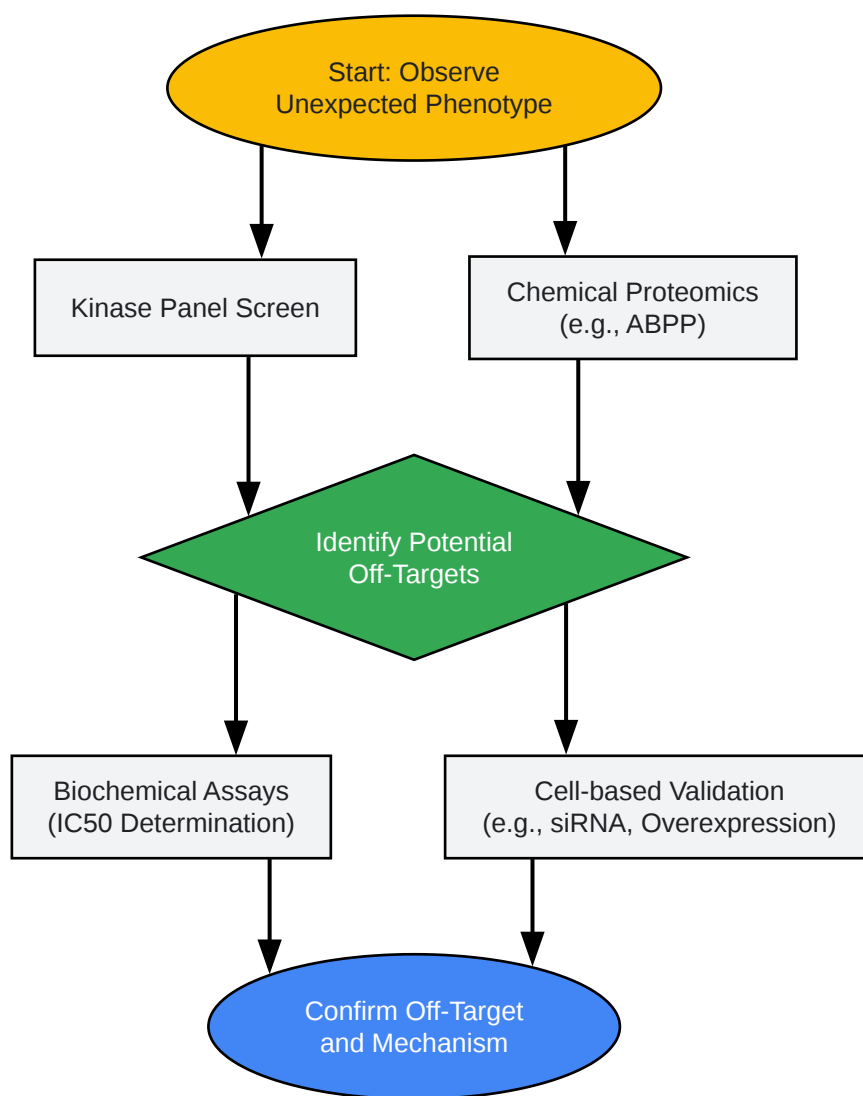 Start: Observe
Unexpected Phenotype
Kinase Panel Screen
Chemical Proteomics
(e.g., ABPP)
Identify Potential
Off-Targets
Biochemical Assays
(IC50 Determination)
Cell-based Validation
(e.g., siRNA, Overexpression)
Confirm Off-Target
and Mechanism